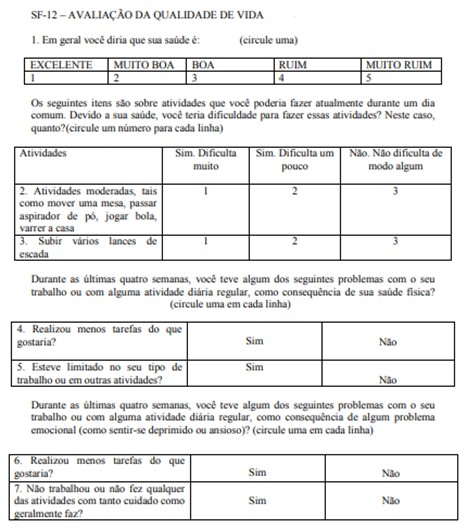 SF-12 – AVALIAÇÃO DA QUALIDADE DE VIDA
1. Em geral você diria que sua saúde é: (circule uma)
EXCELENTE MUITO BOA BOA RUIM MUITO RUIM
1 2 3 4 5
Os seguintes itens são sobre atividades que você poderia fazer atualmente durante um dia
comum. Devido a sua saúde, você teria dificuldade para fazer essas atividades? Neste caso,
quanto?(circule um número para cada linha)
Atividades Sim. Dificulta muito Sim. Dificulta um pouco Não. Não dificulta de modo algum
2. Atividades moderadas, tais 1 2 3
como mover uma mesa, passar
aspirador de pó, jogar bola,
varrer a casa
3. Subir vários lances de 1 2 3
escada
Durante as últimas quatro semanas, você teve algum dos seguintes problemas com o seu
trabalho ou com alguma atividade diária regular, como consequência de sua saúde física?
(circule uma em cada linha)
4. Realizou menos tarefas do que
gostaria? Sim Não
5. Esteve limitado no seu tipo de Sim
trabalho ou em outras atividades? Não
Durante as últimas quatro semanas, você teve algum dos seguintes problemas com o seu
trabalho ou com alguma atividade diária regular, como consequência de algum problema
emocional (como sentir-se deprimido ou ansioso)? (circule uma em cada linha)
6. Realizou menos tarefas do que
gostaria? Sim Não
7. Não trabalhou ou não fez qualquer
das atividades com tanto cuidado como Sim Não
geralmente faz?